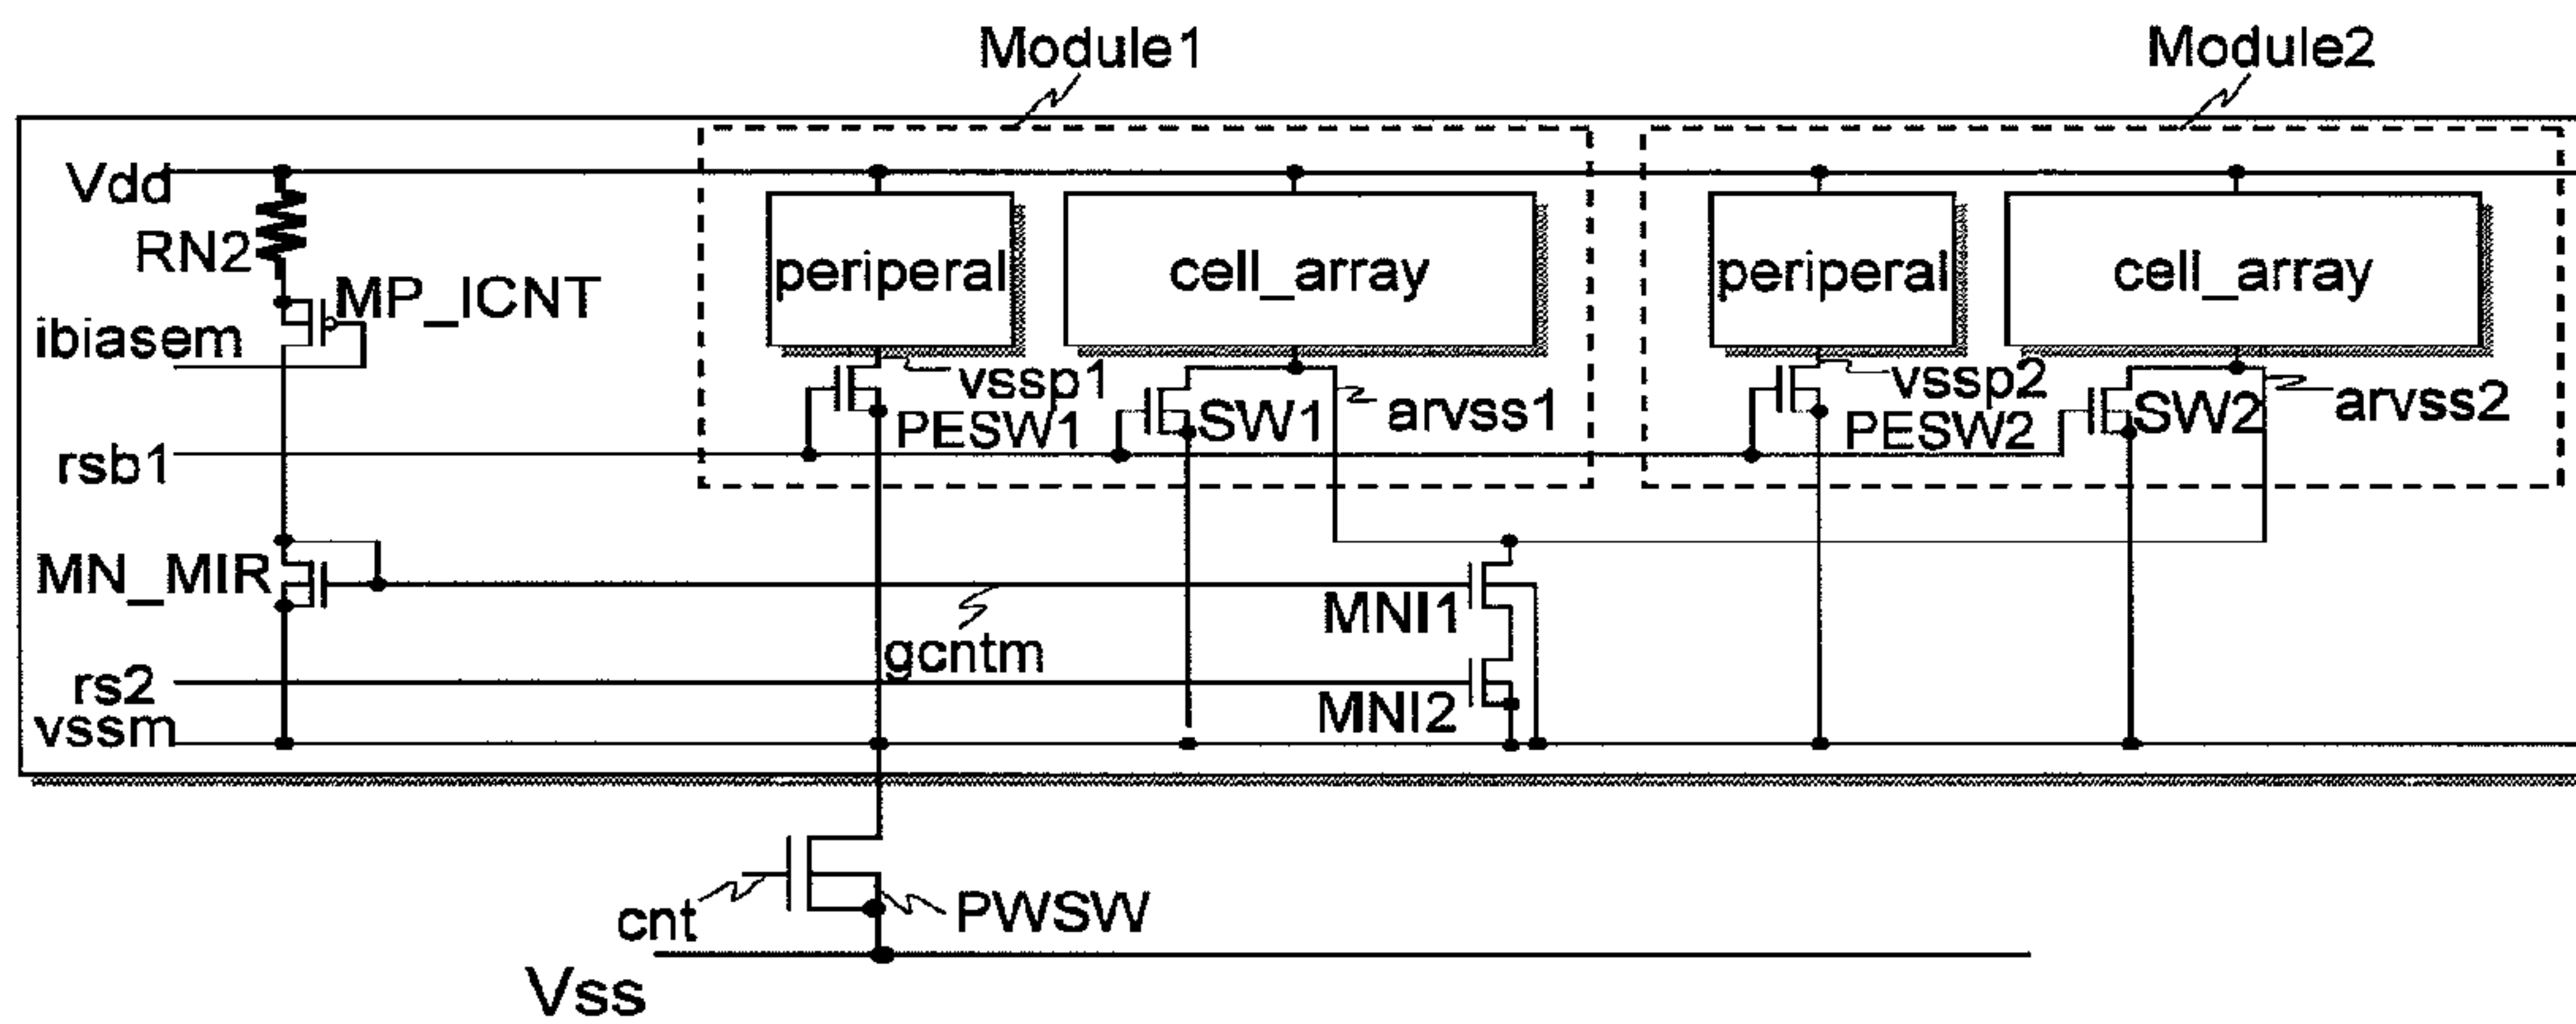 Module1
Module2
Vdd
RN2
MP_ICNT
ibiasem
rsb1
MN_MIR
rs2
vssm
periperal
cell_array
vssp1
PESW1
SW1
arvss1
periperal
cell_array
vssp2
PESW2
SW2
arvss2
gcntm
MNI1
MNI2
cnt
PWSW
Vss